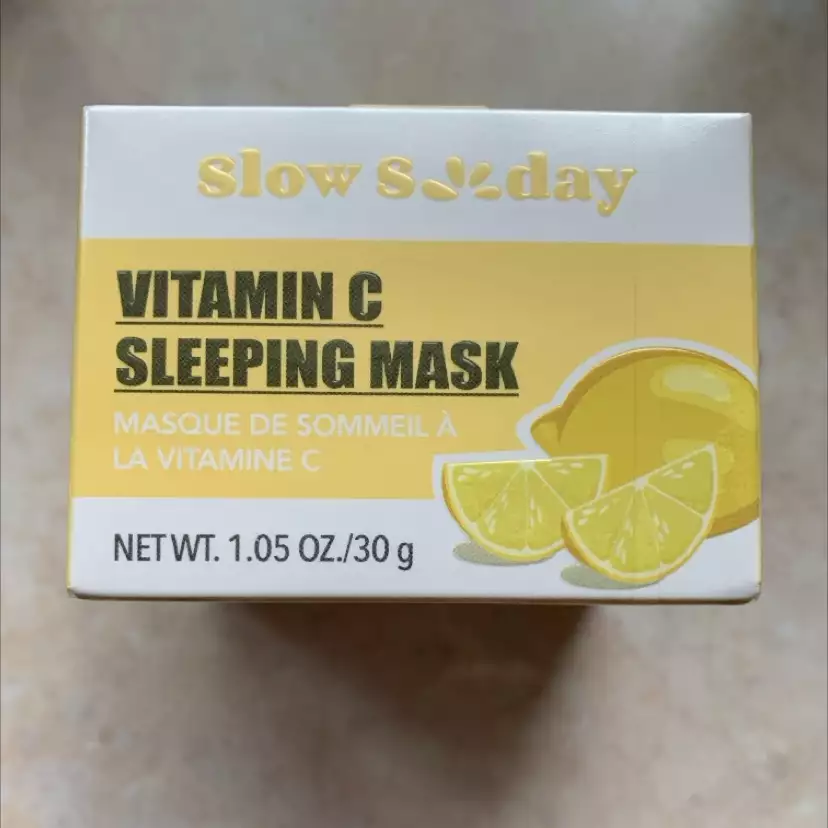 slow Sunday
VITAMIN C
SLEEPING MASK
MASQUE DE SOMMEIL À
LA VITAMINE C
NET WT. 1.05 OZ./30 g